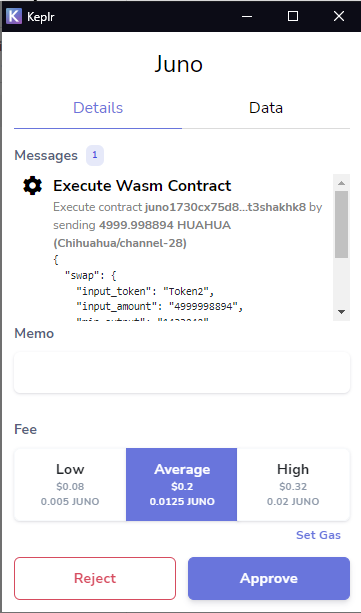 Keplr
Juno
Details Data
Messages 1
Execute Wasm Contract
Execute contract juno1730cx75d8...t3shakhk8 by
sending 4999.998894 HUAHUA
(Chihuahua/channel-28)
{
"swap": {
"input_token": "Token2",
"input_amount": "4999998894",
Memo
Fee
Low Average High
$0.08 $0.2 $0.32
0.005 JUNO 0.0125 JUNO 0.02 JUNO
Set Gas
Reject Approve